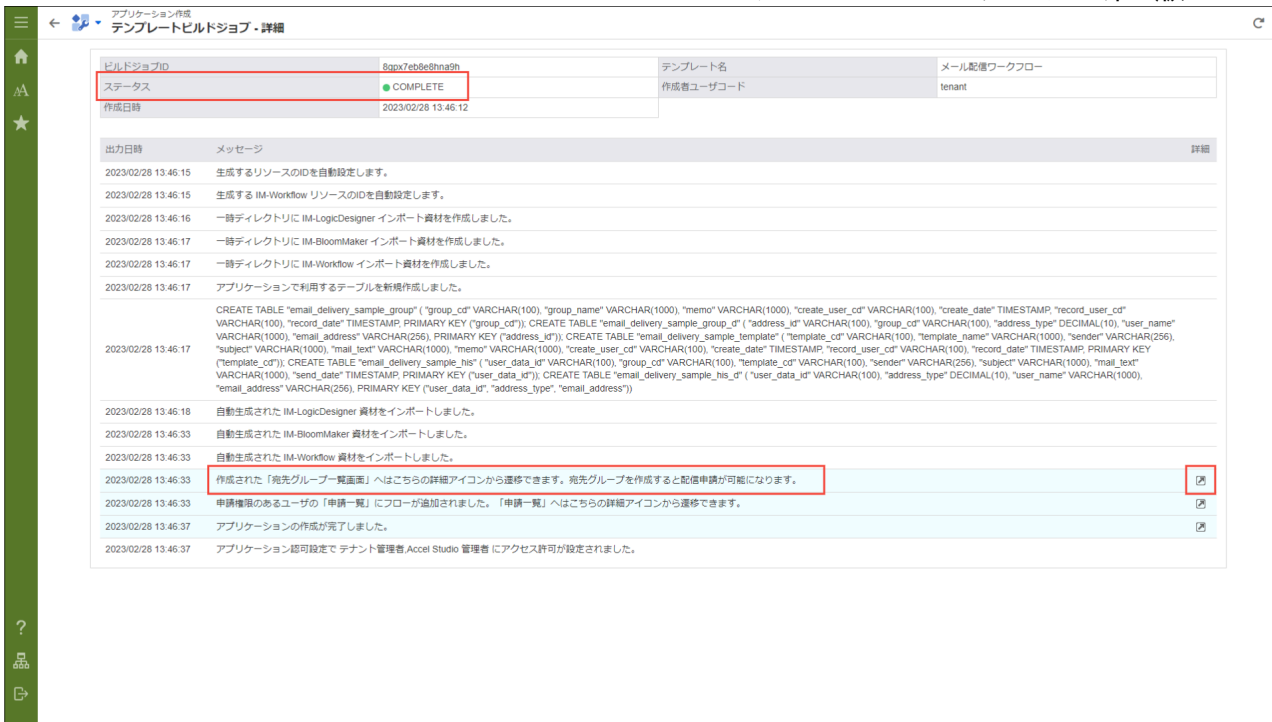 アプリケーション作成
テンプレートビルドジョブ - 詳細
ビルドジョブID 8gpx7eb8e8hna9h テンプレート名 メール配信ワークフロー
ステータス COMPLETE 作成者ユーザコード tenant
作成日時 2023/02/28 13:46:12
出力日時 メッセージ 詳細
2023/02/28 13:46:15 生成するリソースのIDを自動設定します。
2023/02/28 13:46:15 生成する IM-Workflow リソースのIDを自動設定します。
2023/02/28 13:46:16 一時ディレクトリに IM-LogicDesigner インポート資材を作成しました。
2023/02/28 13:46:17 一時ディレクトリに IM-BloomMaker インポート資材を作成しました。
2023/02/28 13:46:17 一時ディレクトリに IM-Workflow インポート資材を作成しました。
2023/02/28 13:46:17 アプリケーションで利用するテーブルを新規作成しました。
CREATE TABLE "email_delivery_sample_group" ( "group_cd" VARCHAR(100), "group_name" VARCHAR(1000), "memo" VARCHAR(1000), "create_user_cd" VARCHAR(100), "create_date" TIMESTAMP, "record_user_cd"
VARCHAR(100), "record_date" TIMESTAMP, PRIMARY KEY ("group_cd")); CREATE TABLE "email_delivery_sample_group_d" ( "address_id" VARCHAR(100), "group_cd" VARCHAR(100), "address_type" DECIMAL(10), "user_name"
VARCHAR(1000), "email_address" VARCHAR(256), PRIMARY KEY ("address_id")); CREATE TABLE "email_delivery_sample_template" ( "template_cd" VARCHAR(100), "template_name" VARCHAR(1000), "sender" VARCHAR(256),
2023/02/28 13:46:17 "subject" VARCHAR(1000), "mail_text" VARCHAR(1000), "memo" VARCHAR(1000), "create_user_cd" VARCHAR(100), "create_date" TIMESTAMP, "record_user_cd" VARCHAR(100), "record_date" TIMESTAMP, PRIMARY KEY
("template_cd")); CREATE TABLE "email_delivery_sample_his" ( "user_data_id" VARCHAR(100), "group_cd" VARCHAR(100), "template_cd" VARCHAR(100), "sender" VARCHAR(256), "subject" VARCHAR(1000), "mail_text"
VARCHAR(1000), "send_date" TIMESTAMP, PRIMARY KEY ("user_data_id")); CREATE TABLE "email_delivery_sample_his_d" ( "user_data_id" VARCHAR(100), "address_type" DECIMAL(10), "user_name" VARCHAR(1000),
"email_address" VARCHAR(256), PRIMARY KEY ("user_data_id", "address_type", "email_address"))
2023/02/28 13:46:18 自動生成された IM-LogicDesigner 資材をインポートしました。
2023/02/28 13:46:33 自動生成された IM-BloomMaker 資材をインポートしました。
2023/02/28 13:46:33 自動生成された IM-Workflow 資材をインポートしました。
2023/02/28 13:46:33 作成された「宛先グループ一覧画面」へはこちらの詳細アイコンから遷移できます。宛先グループを作成すると配信申請が可能になります。
2023/02/28 13:46:33 申請権限のあるユーザの「申請一覧」にフローが追加されました。「申請一覧」へはこちらの詳細アイコンから遷移できます。
2023/02/28 13:46:37 アプリケーションの作成が完了しました。
2023/02/28 13:46:37 アプリケーション認可設定で テナント管理者,Accel Studio 管理者 にアクセス許可が設定されました。